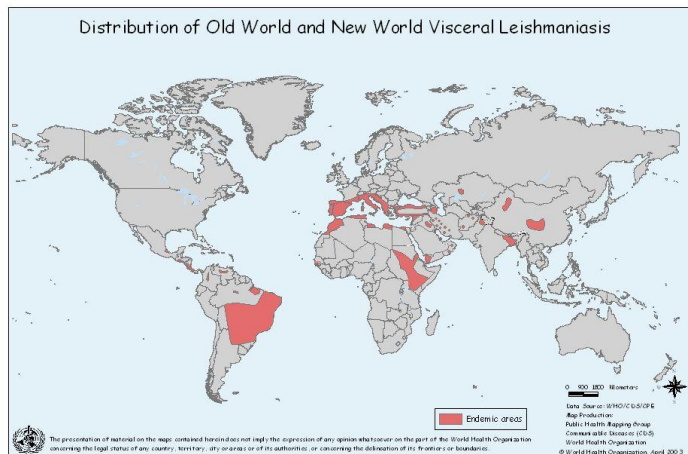 Distribution of Old World and New World Visceral Leishmaniasis
0 900 1800 Kilometers
Endemic areas
Data Source: WHO/CDS/CPE
Map Production:
Public Health Mapping Group
Communicable Diseases (CDS)
World Health Organization
© World Health Organization, April 2003
The presentation of material on the maps contained herein does not imply the expression of any opinion whatsoever on the part of the World Health Organization
concerning the legal status of any country, territory, city or areas or of its authorities, or concerning the delineation of its frontiers or boundaries.